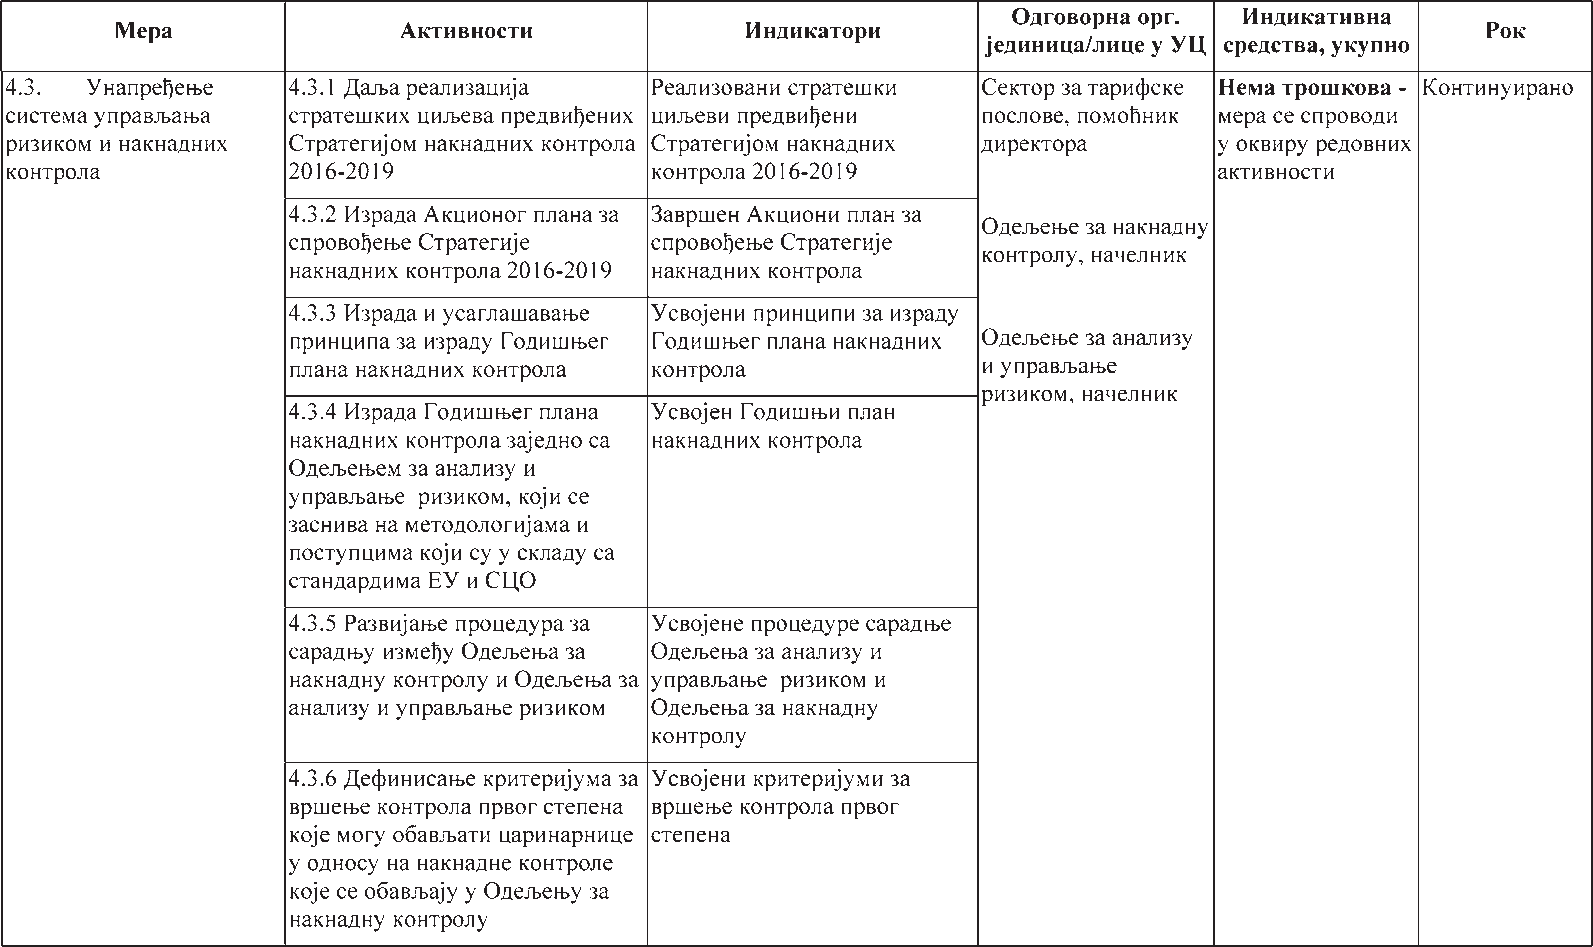 Мера
Активности
Индикатори
Одговорна орг.
јединица/лице у УЦ
Индикативна
средства, укупно
Рок
4.3. Унапређење
система управљања
ризиком и накнадних
контрола
4.3.1 Даља реализација
стратешких циљева предвиђених
Стратегијом накнадних контрола
2016-2019
Реализовани стратешки
циљеви предвиђени
Стратегијом накнадних
контрола 2016-2019
Сектор за тарифске
послове, помоћник
директора
Одељење за накнадну
контролу, начелник
Одељење за анализу
и управљање
ризиком, начелник
Нема трошкова -
мера се спроводи
у оквиру редовних
активности
Континуирано
4.3.2 Израда Акционог плана за
спровођење Стратегије
накнадних контрола 2016-2019
Завршен Акциони план за
спровођење Стратегије
накнадних контрола
4.3.3 Израда и усаглашавање
принципа за израду Годишњег
плана накнадних контрола
Усвојени принципи за израду
Годишњег плана накнадних
контрола
4.3.4 Израда Годишњег плана
накнадних контрола заједно са
Одељењем за анализу и
управљање ризиком, који се
заснива на методологијама и
поступцима који су у складу са
стандардима ЕУ и СЦО
Усвојен Годишњи план
накнадних контрола
4.3.5 Развијање процедура за
сарадњу између Одељења за
накнадну контролу и Одељења за
анализу и управљање ризиком
Усвојене процедуре сарадње
Одељења за анализу и
управљање ризиком и
Одељења за накнадну
контролу
4.3.6 Дефинисање критеријума за
вршење контрола првог степена
које могу обављати царинарнице
у односу на накнадне контроле
које се обављају у Одељењу за
накнадну контролу
Усвојени критеријуми за
вршење контрола првог
степена